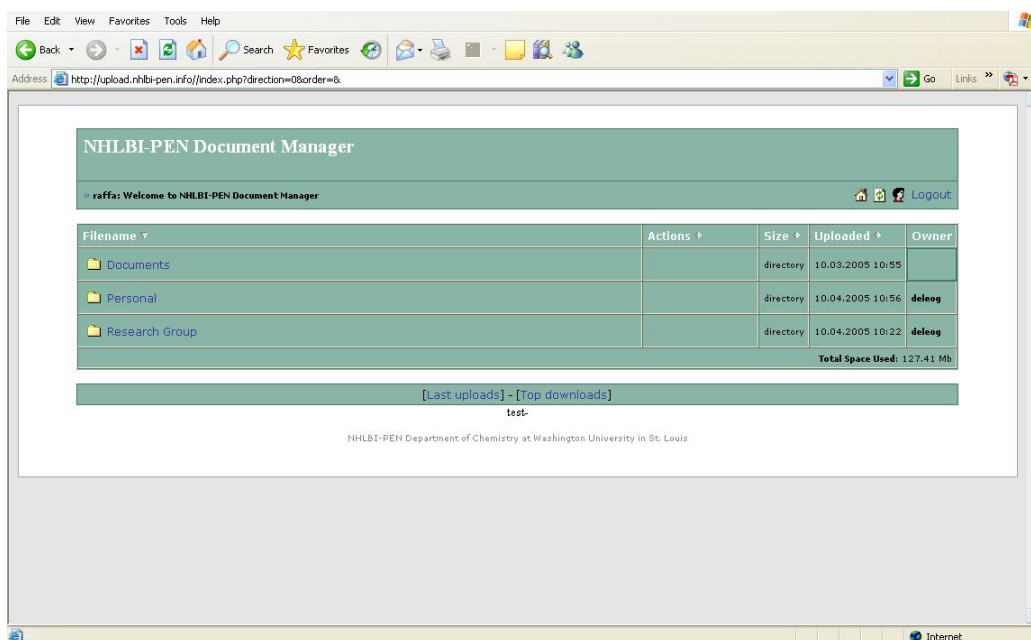 File Edit View Favorites Tools Help
Back Search Favorites
Address http://upload.nhlbi-pen.info//index.php?direction=0&order=& Go Links »
NHLBI-PEN Document Manager
» raffa: Welcome to NHLBI-PEN Document Manager Logout
Filename Actions Size Uploaded Owner
Documents directory 10.03.2005 10:55
Personal directory 10.04.2005 10:56 deleog
Research Group directory 10.04.2005 10:22 deleog
Total Space Used: 127.41 Mb
[Last uploads] - [Top downloads]
test-
NHLBI-PEN Department of Chemistry at Washington University in St. Louis
Internet